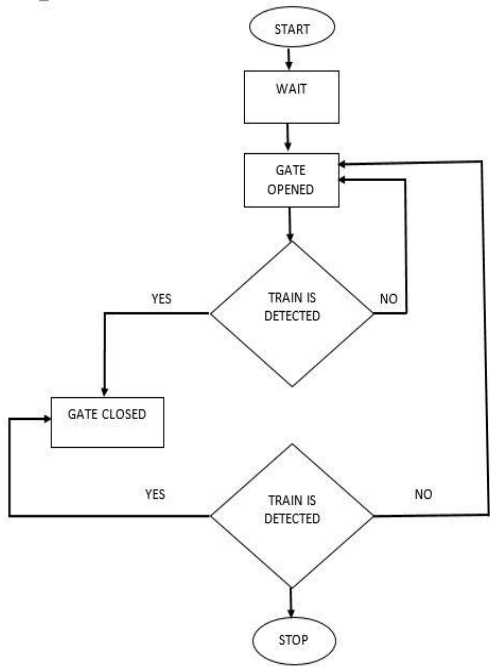 START
WAIT
GATE
OPENED
TRAIN IS
DETECTED
YES
NO
GATE CLOSED
TRAIN IS
DETECTED
YES
NO
STOP